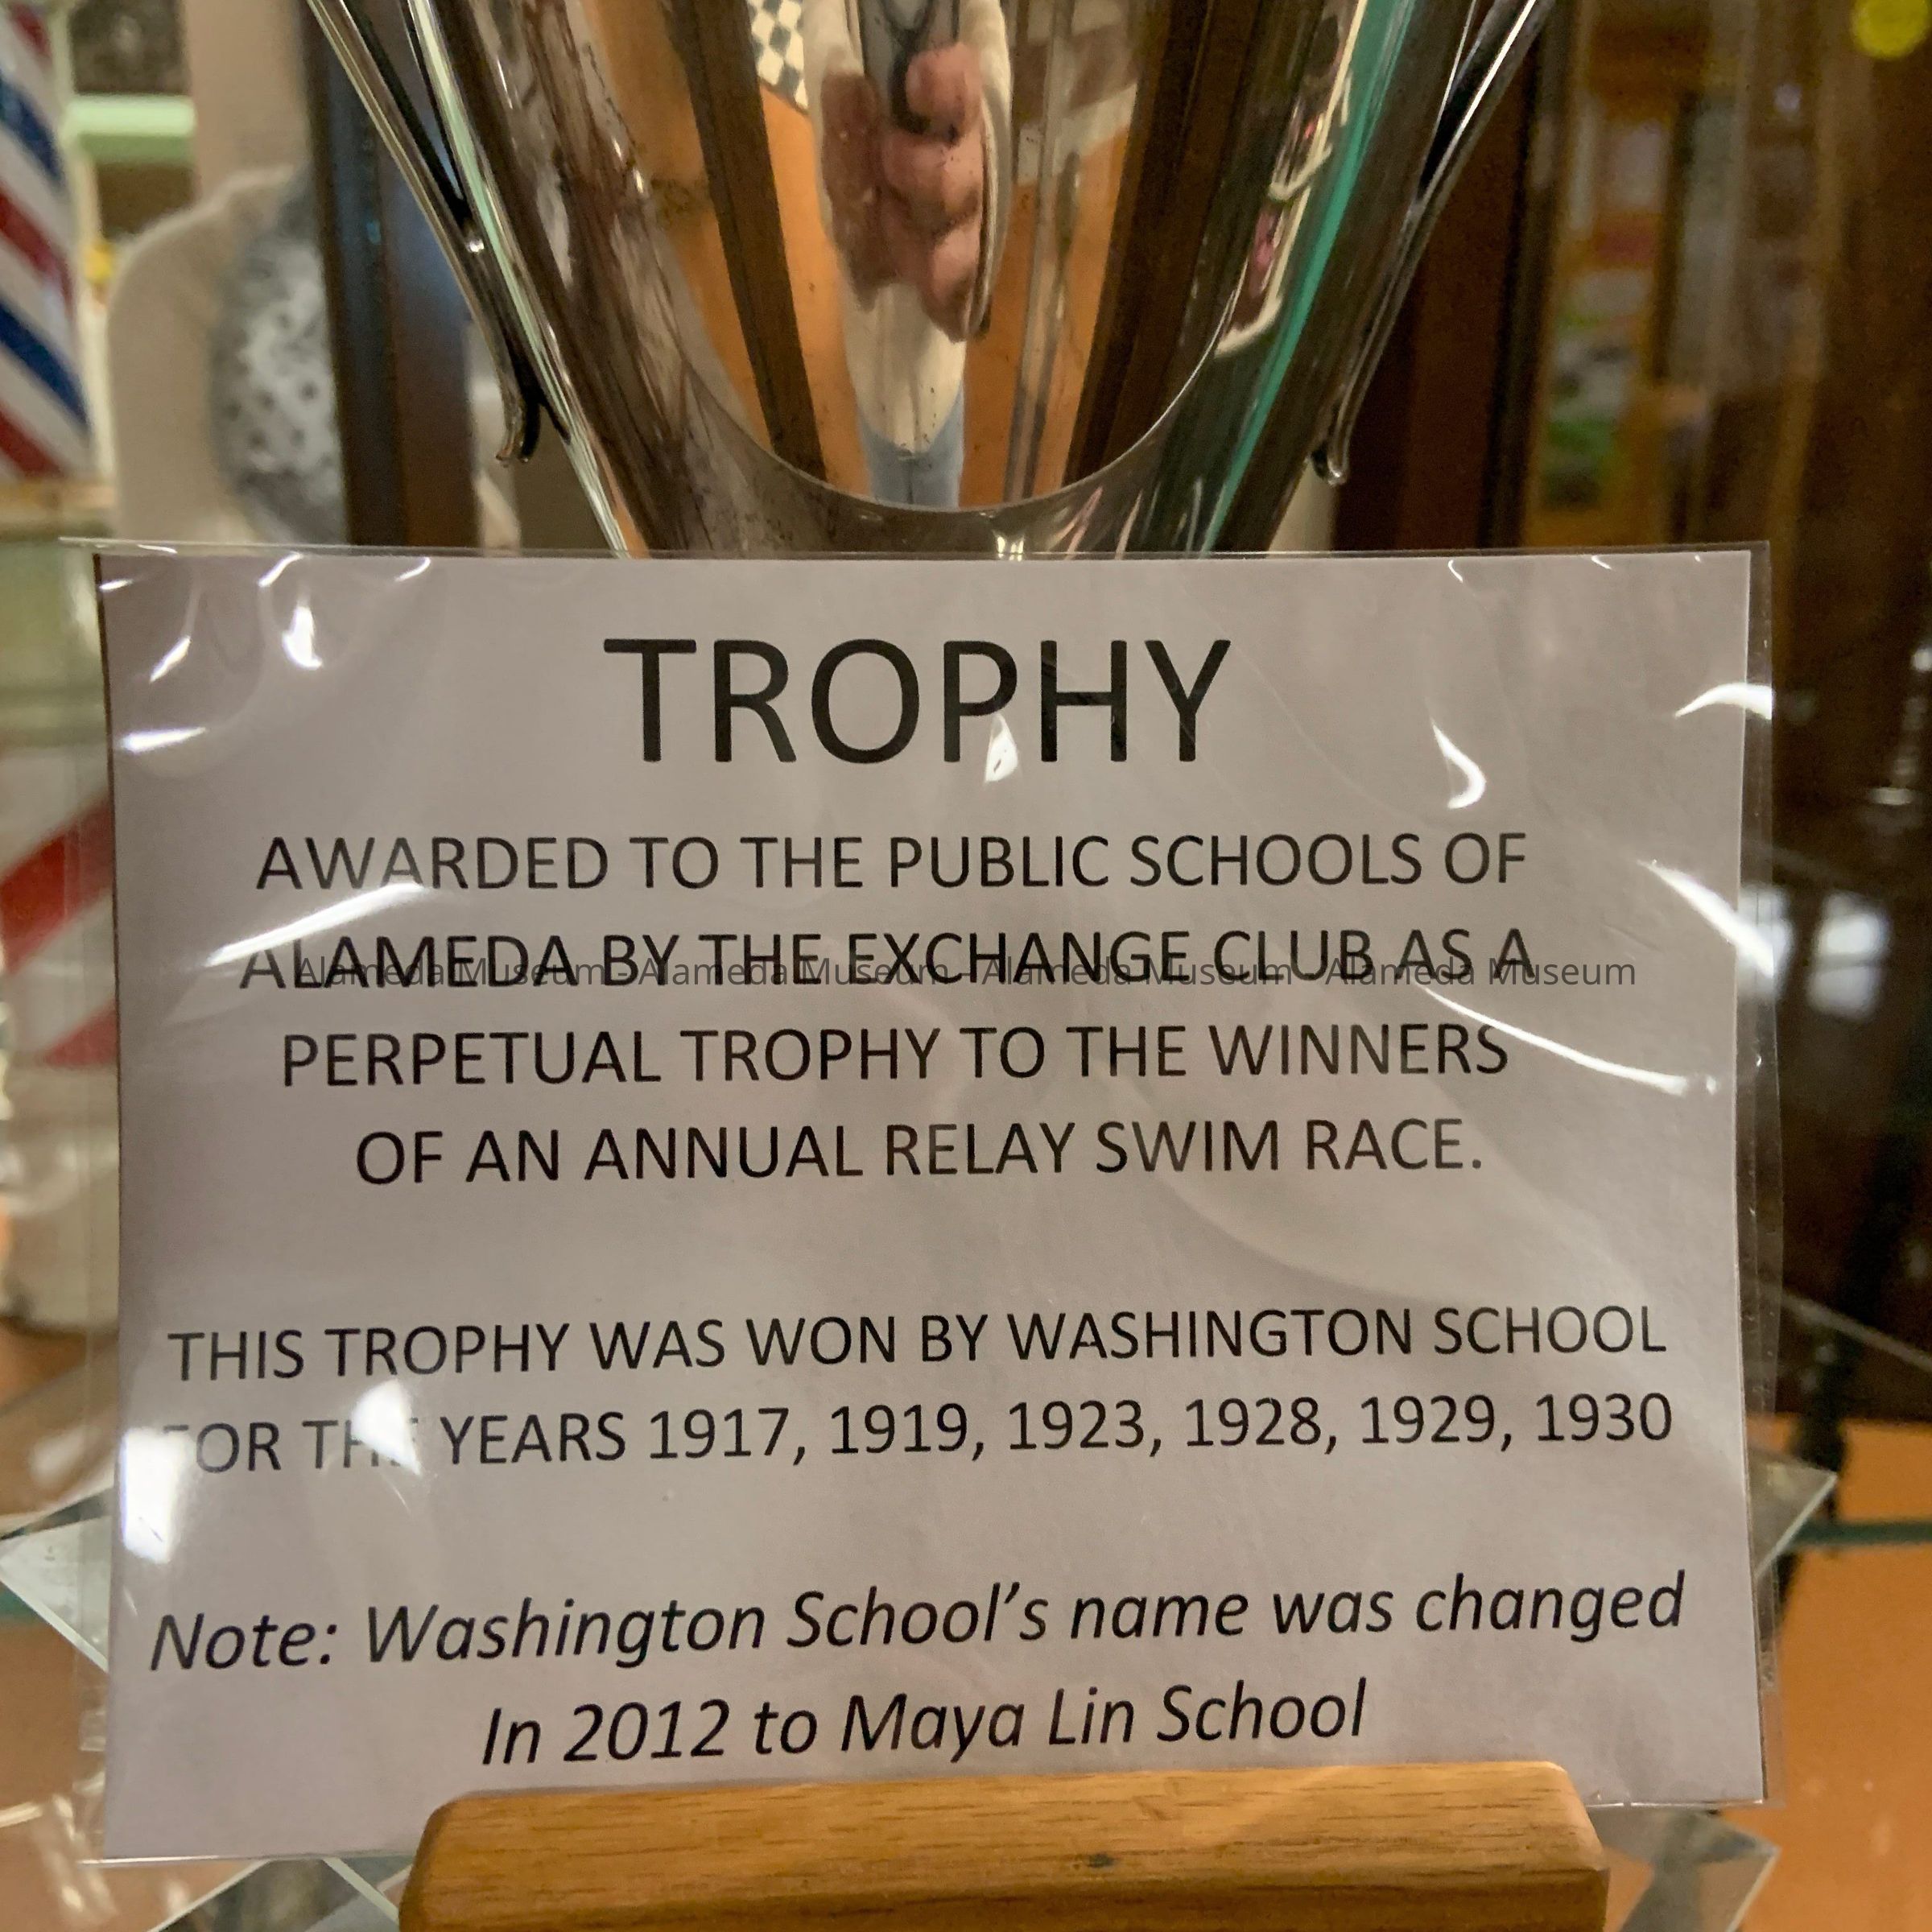 TROPHY
AWARDED TO THE PUBLIC SCHOOLS OF
ALAMEDA BY THE EXCHANGE CLUB AS A
Alameda Museum - Alameda Museum - Alameda Museum - Alameda Museum
PERPETUAL TROPHY TO THE WINNERS
OF AN ANNUAL RELAY SWIM RACE.
THIS TROPHY WAS WON BY WASHINGTON SCHOOL
FOR THE YEARS 1917, 1919, 1923, 1928, 1929, 1930
Note: Washington School’s name was changed
In 2012 to Maya Lin School